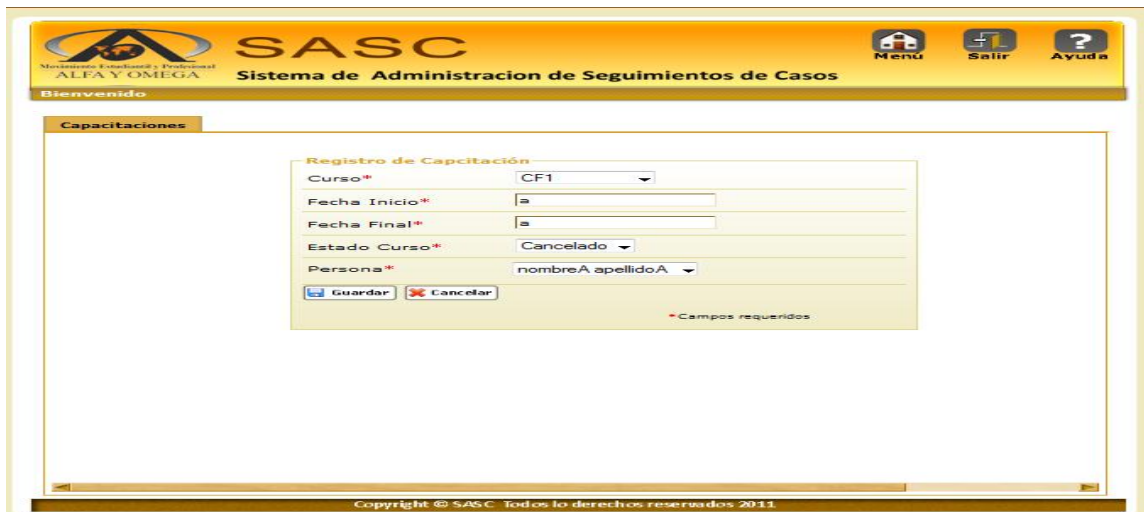 SASC
Movimiento Estudiantil y Profesional
ALFA Y OMEGA
Sistema de Administracion de Seguimientos de Casos
Menú Salir Ayuda
Bienvenido
Capacitaciones
Registro de Capcitación
Curso* CF1
Fecha Inicio* a
Fecha Final* a
Estado Curso* Cancelado
Persona* nombreA apellidoA
Guardar Cancelar
*Campos requeridos
Copyright © SASC Todos lo derechos reservados 2011